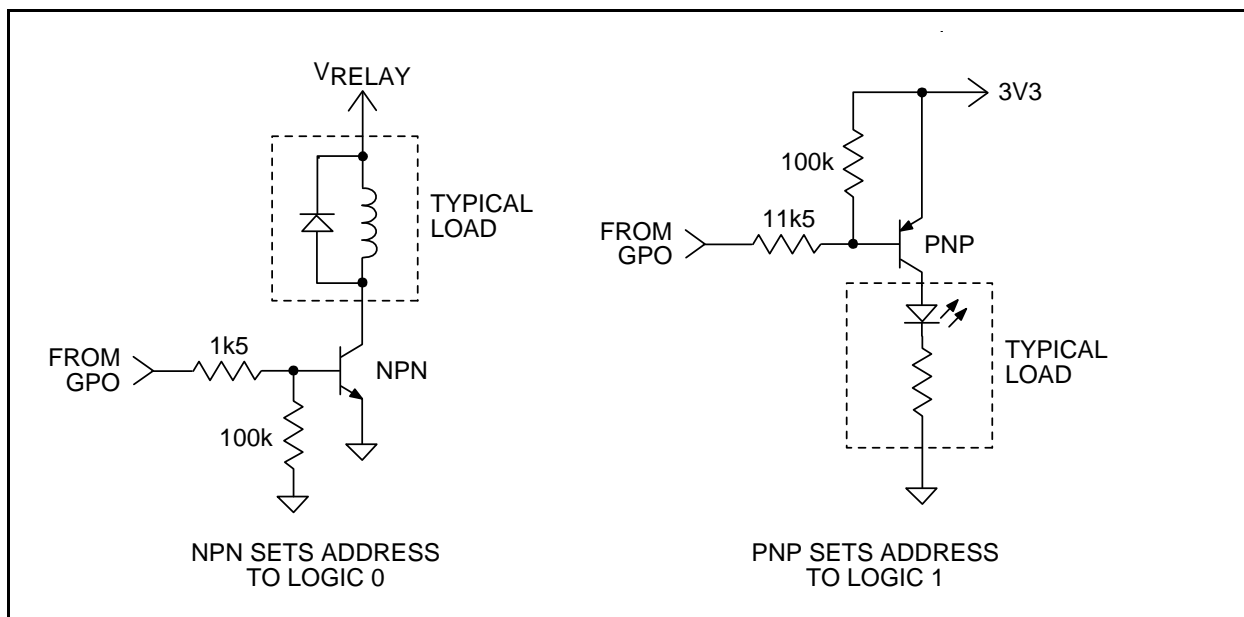 VRELAY
TYPICAL
LOAD
FROM
GPO
1k5
NPN
100k
NPN SETS ADDRESS
TO LOGIC 0
3V3
100k
FROM
GPO
11k5
PNP
TYPICAL
LOAD
PNP SETS ADDRESS
TO LOGIC 1